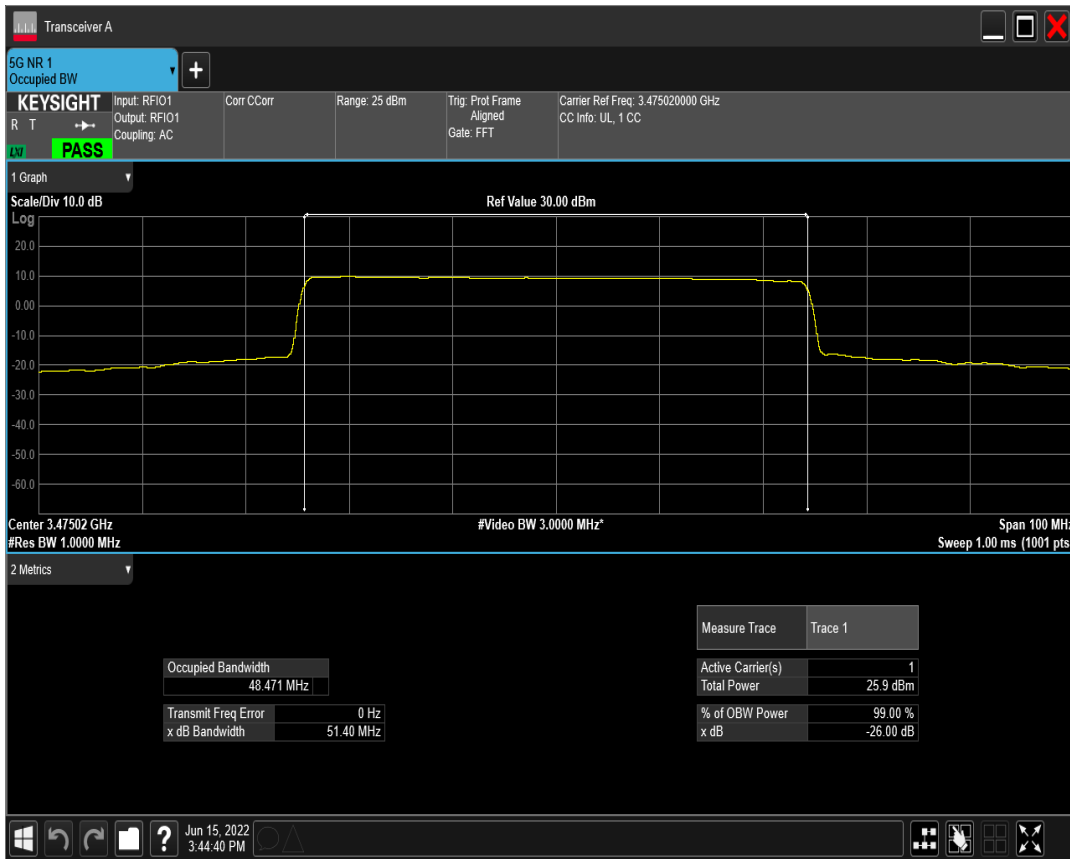 Transceiver A
5G NR 1
Occupied BW
+
KEYSIGHT
R T
LXI
PASS
Input: RFIO1
Output: RFIO1
Coupling: AC
Corr CCorr
Range: 25 dBm
Trig: Prot Frame
Aligned
Gate: FFT
Carrier Ref Freq: 3.475020000 GHz
CC Info: UL, 1 CC
1 Graph
Scale/Div 10.0 dB
Ref Value 30.00 dBm
Log
20.0
10.0
0.00
-10.0
-20.0
-30.0
-40.0
-50.0
-60.0
Center 3.47502 GHz
#Video BW 3.0000 MHz*
Span 100 MHz
#Res BW 1.0000 MHz
Sweep 1.00 ms (1001 pts
2 Metrics
Measure Trace Trace 1
Occupied Bandwidth
48.471 MHz
Active Carrier(s) 1
Total Power 25.9 dBm
Transmit Freq Error 0 Hz
x dB Bandwidth 51.40 MHz
% of OBW Power 99.00 %
x dB -26.00 dB
?
Jun 15, 2022
3:44:40 PM